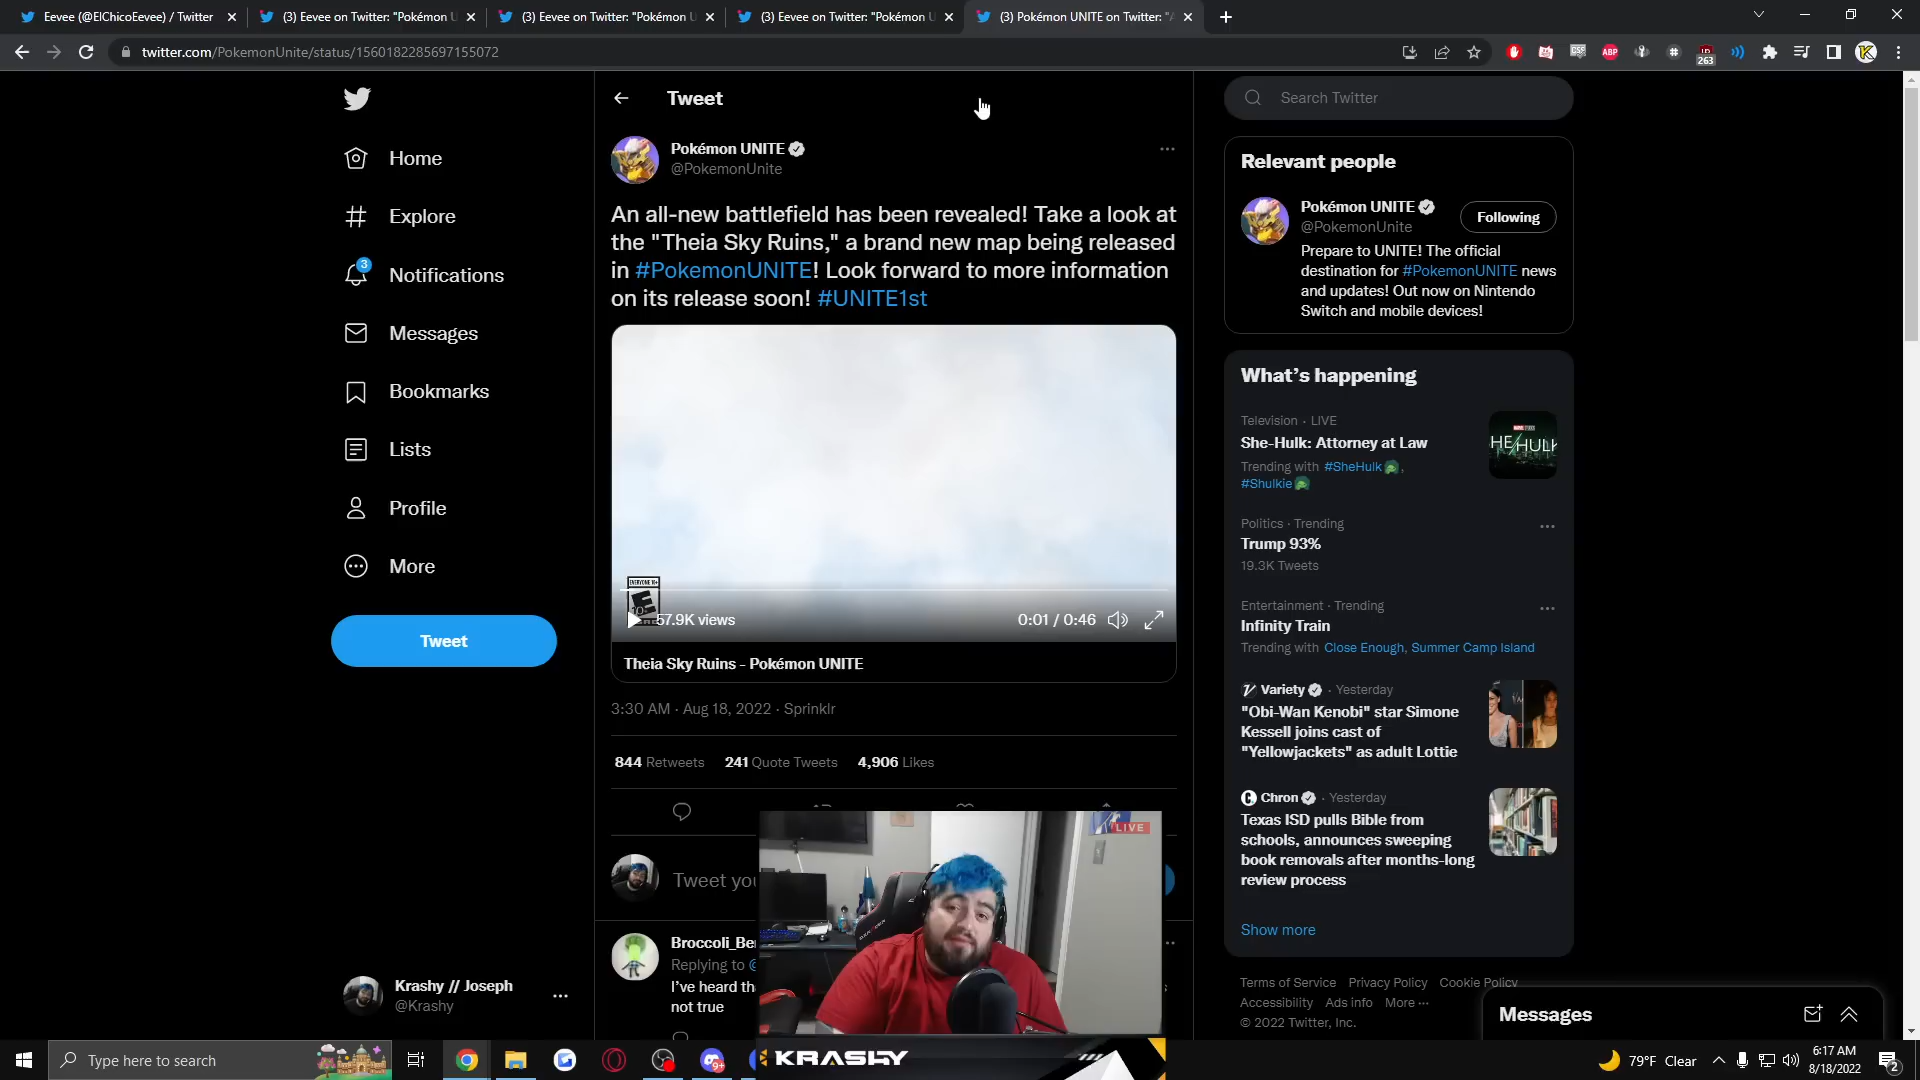 Eevee (@ElChicoEevee) / Twitter
(3) Eevee on Twitter: "Pokémon U
(3) Eevee on Twitter: "Pokémon U
(3) Eevee on Twitter: "Pokémon U
(3) Pokémon UNITE on Twitter: "A
twitter.com/PokemonUnite/status/1560182285697155072
CSP
ABP
263
Tweet
Search Twitter
Home
Explore
3
Notifications
Messages
Bookmarks
Lists
Profile
More
Tweet
Krashy // Joseph
@Krashy
Pokémon UNITE
@PokemonUnite
An all-new battlefield has been revealed! Take a look at
the "Theia Sky Ruins," a brand new map being released
in #PokemonUNITE! Look forward to more information
on its release soon! #UNITE1st
EVERYONE 10+
E
57.9K views
0:01 / 0:46
Theia Sky Ruins - Pokémon UNITE
3:30 AM · Aug 18, 2022 · Sprinklr
844 Retweets 241 Quote Tweets 4,906 Likes
Tweet you
Broccoli_Be
Replying to @
I've heard th
not true
LIVE
KRASHY
Relevant people
Pokémon UNITE
@PokemonUnite
Following
Prepare to UNITE! The official
destination for #PokemonUNITE news
and updates! Out now on Nintendo
Switch and mobile devices!
What's happening
Television · LIVE
She-Hulk: Attorney at Law
Trending with #SheHulk,
#Shulkie
HE/HULK
Politics · Trending
Trump 93%
19.3K Tweets
Entertainment · Trending
Infinity Train
Trending with Close Enough, Summer Camp Island
Variety · Yesterday
"Obi-Wan Kenobi" star Simone
Kessell joins cast of
"Yellowjackets" as adult Lottie
Chron · Yesterday
Texas ISD pulls Bible from
schools, announces sweeping
book removals after months-long
review process
Show more
Terms of Service Privacy Policy Cookie Policy
Accessibility Ads info More ···
© 2022 Twitter, Inc.
Messages
Type here to search
9+
79°F Clear
6:17 AM
8/18/2022
2